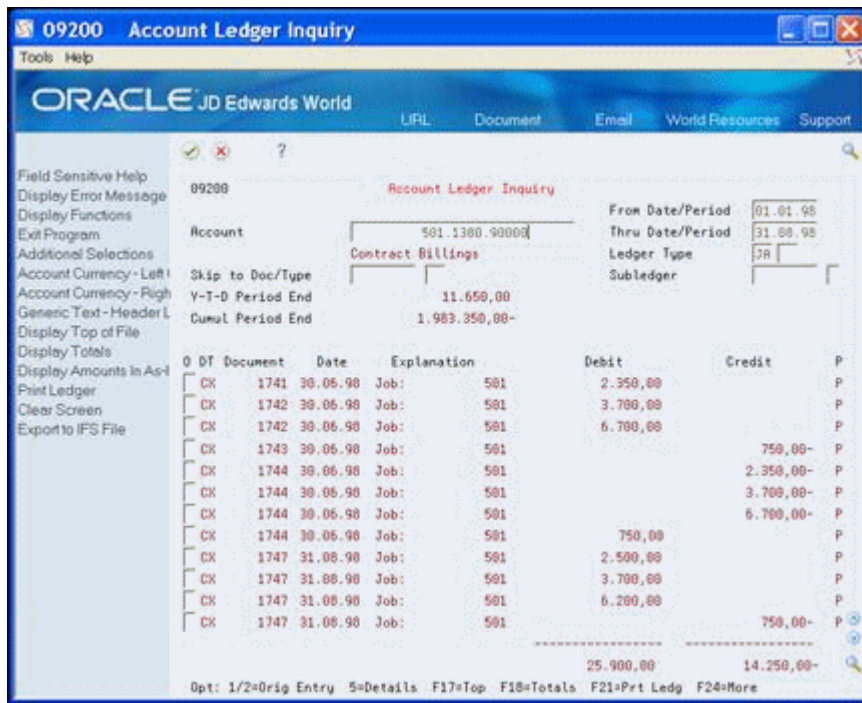 09200 Account Ledger Inquiry
Tools Help
ORACLE JD Edwards World
URL Document Email World Resources Support
?
Field Sensitive Help
Display Error Message
Display Functions
Exit Program
Additional Selections
Account Currency - Left
Account Currency - Righ
Generic Text - Header L
Display Top of File
Display Totals
Display Amounts In As-I
Print Ledger
Clear Screen
Export to IFS File
09200 Account Ledger Inquiry
From Date/Period 01.01.98
Account 501.1300.90000 Thru Date/Period 31.08.98
Contract Billings Ledger Type JA
Skip to Doc/Type Subledger
Y-T-D Period End 11.650,00
Cumul Period End 1.983.350,00-
O DT Document Date Explanation Debit Credit P
CX 1741 30.06.98 Job: 501 2.350,00 P
CX 1742 30.06.98 Job: 501 3.700,00 P
CX 1742 30.06.98 Job: 501 6.700,00 P
CX 1743 30.06.98 Job: 501 750,00- P
CX 1744 30.06.98 Job: 501 2.350,00- P
CX 1744 30.06.98 Job: 501 3.700,00- P
CX 1744 30.06.98 Job: 501 6.700,00- P
CX 1744 30.06.98 Job: 501 750,00 P
CX 1747 31.08.98 Job: 501 2.500,00 P
CX 1747 31.08.98 Job: 501 3.700,00 P
CX 1747 31.08.98 Job: 501 6.200,00 P
CX 1747 31.08.98 Job: 501 750,00- P
25.900,00 14.250,00-
Opt: 1/2=Orig Entry 5=Details F17=Top F18=Totals F21=Prt Ledg F24=More